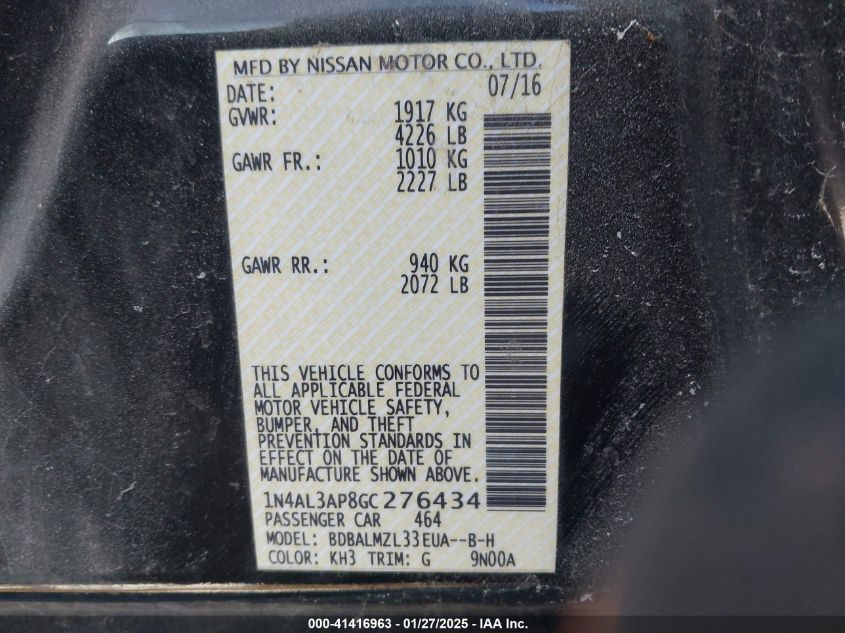 MFD BY NISSAN MOTOR CO., LTD.
DATE: 07/16
GVWR: 1917 KG
4226 LB
GAWR FR.: 1010 KG
2227 LB
GAWR RR.: 940 KG
2072 LB
THIS VEHICLE CONFORMS TO
ALL APPLICABLE FEDERAL
MOTOR VEHICLE SAFETY,
BUMPER, AND THEFT
PREVENTION STANDARDS IN
EFFECT ON THE DATE OF
MANUFACTURE SHOWN ABOVE.
1N4AL3AP8GC276434
PASSENGER CAR 464
MODEL: BDBALMZL33EUA--B-H
COLOR: KH3 TRIM: G 9N00A
000-41416963 - 01/27/2025 - IAA Inc.